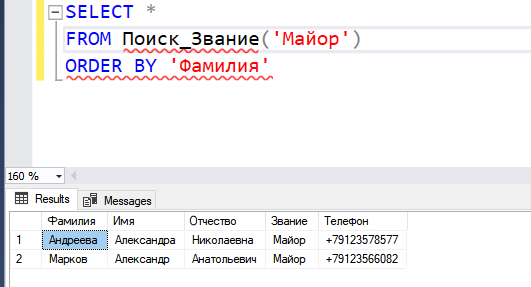 SELECT *
FROM Поиск_Звание('Майор')
ORDER BY 'Фамилия'
160 %
Results Messages
Фамилия Имя Отчество Звание Телефон
1 Андреева Александра Николаевна Майор +79123578577
2 Марков Александр Анатольевич Майор +79123566082